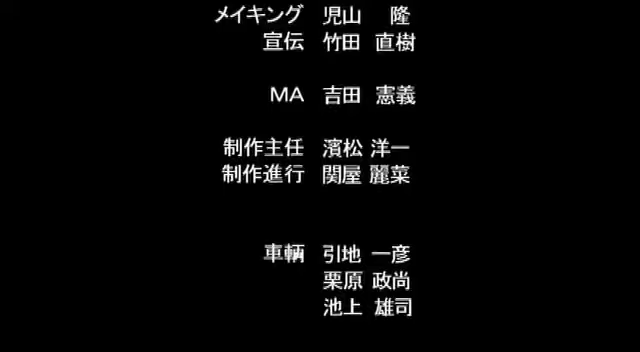 メイキング 児山 隆
宣伝 竹田 直樹
MA 吉田 憲義
制作主任 濱松 洋一
制作進行 関屋 麗菜
車輌 引地 一彦
栗原 政尚
池上 雄司